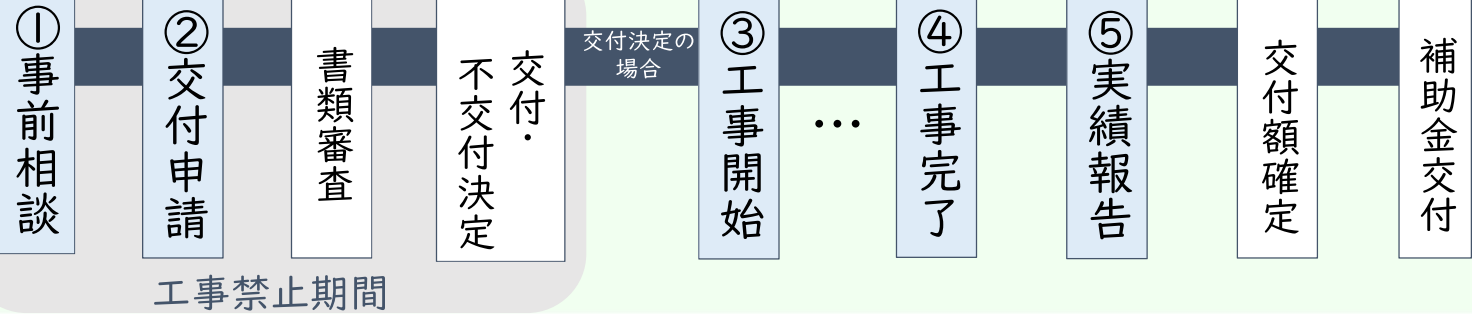 ①事前相談
②交付申請
書類審査
交付・
不交付決定
交付決定の
場合
③工事開始
…
④工事完了
⑤実績報告
交付額確定
補助金交付
工事禁止期間